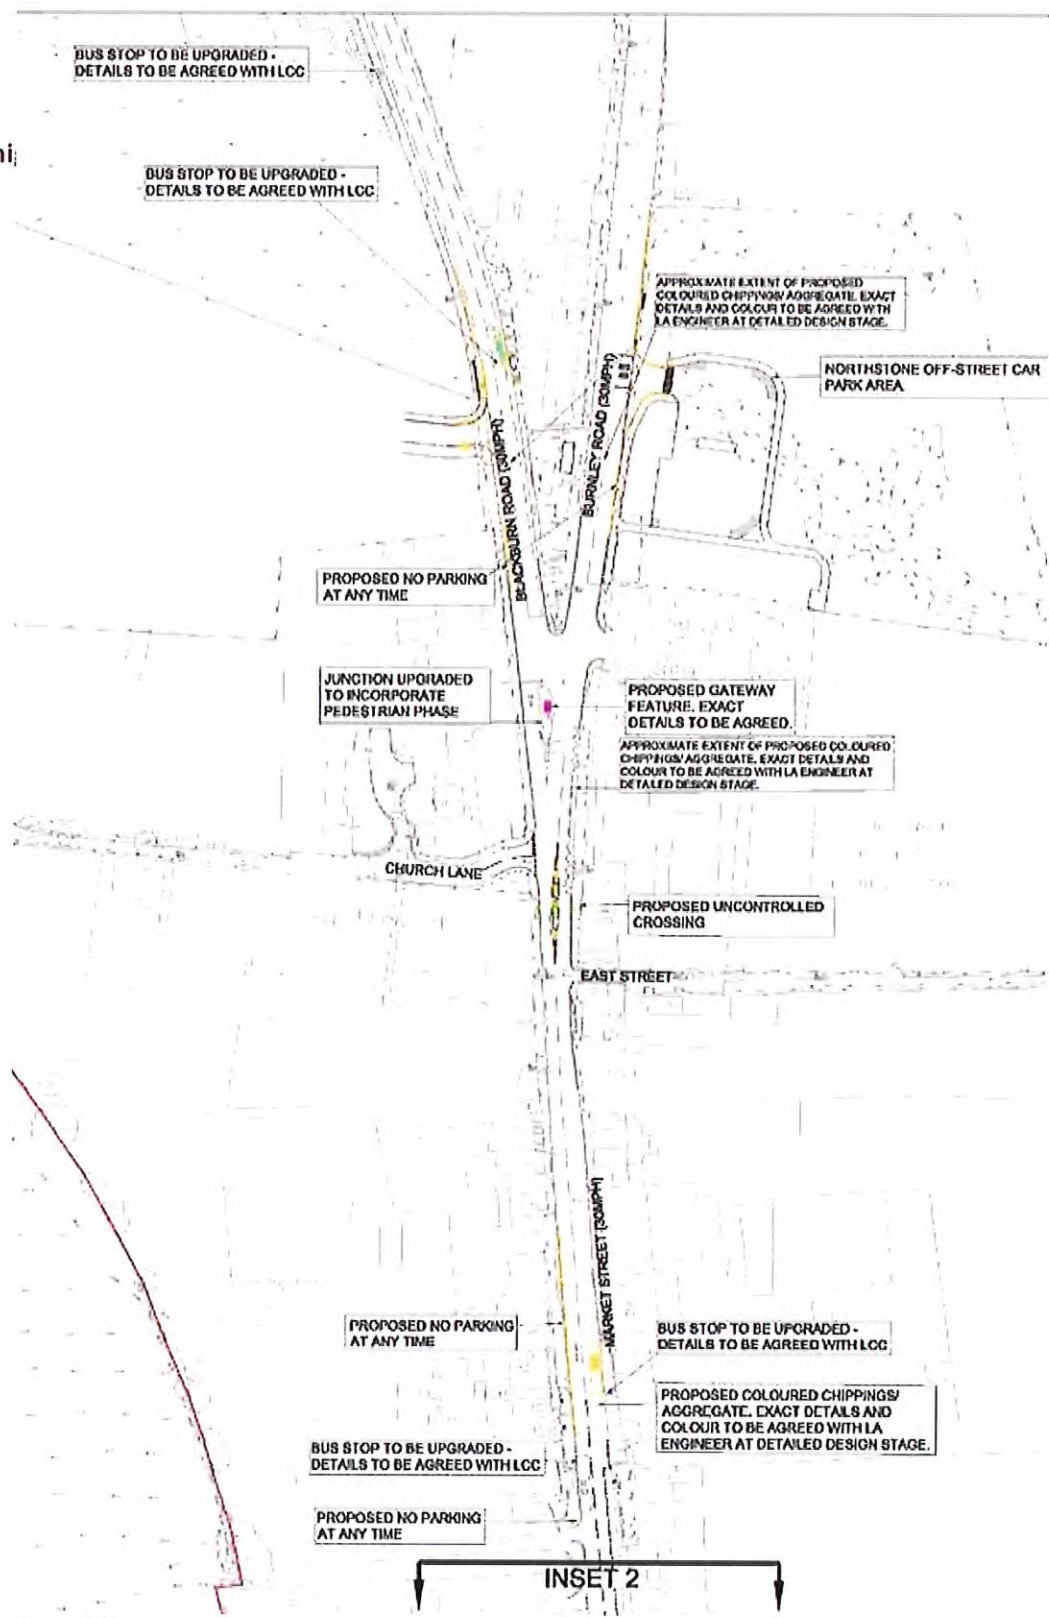 BUS STOP TO BE UPGRADED -
DETAILS TO BE AGREED WITH LCC
BUS STOP TO BE UPGRADED -
DETAILS TO BE AGREED WITH LCC
APPROXIMATE EXTENT OF PROPOSED
COLOURED CHIPPINGS/ AGGREGATE. EXACT
DETAILS AND COLOUR TO BE AGREED WITH
LA ENGINEER AT DETAILED DESIGN STAGE.
NORTHSTONE OFF-STREET CAR
PARK AREA
BURNLEY ROAD (30MPH)
BLACKBURN ROAD (30MPH)
PROPOSED NO PARKING
AT ANY TIME
JUNCTION UPGRADED
TO INCORPORATE
PEDESTRIAN PHASE
PROPOSED GATEWAY
FEATURE. EXACT
DETAILS TO BE AGREED.
APPROXIMATE EXTENT OF PROPOSED COLOURED
CHIPPINGS/ AGGREGATE. EXACT DETAILS AND
COLOUR TO BE AGREED WITH LA ENGINEER AT
DETAILED DESIGN STAGE.
CHURCH LANE
PROPOSED UNCONTROLLED
CROSSING
EAST STREET
MARKET STREET (30MPH)
PROPOSED NO PARKING
AT ANY TIME
BUS STOP TO BE UPGRADED -
DETAILS TO BE AGREED WITH LCC
PROPOSED COLOURED CHIPPINGS/
AGGREGATE. EXACT DETAILS AND
COLOUR TO BE AGREED WITH LA
ENGINEER AT DETAILED DESIGN STAGE.
BUS STOP TO BE UPGRADED -
DETAILS TO BE AGREED WITH LCC
PROPOSED NO PARKING
AT ANY TIME
INSET 2